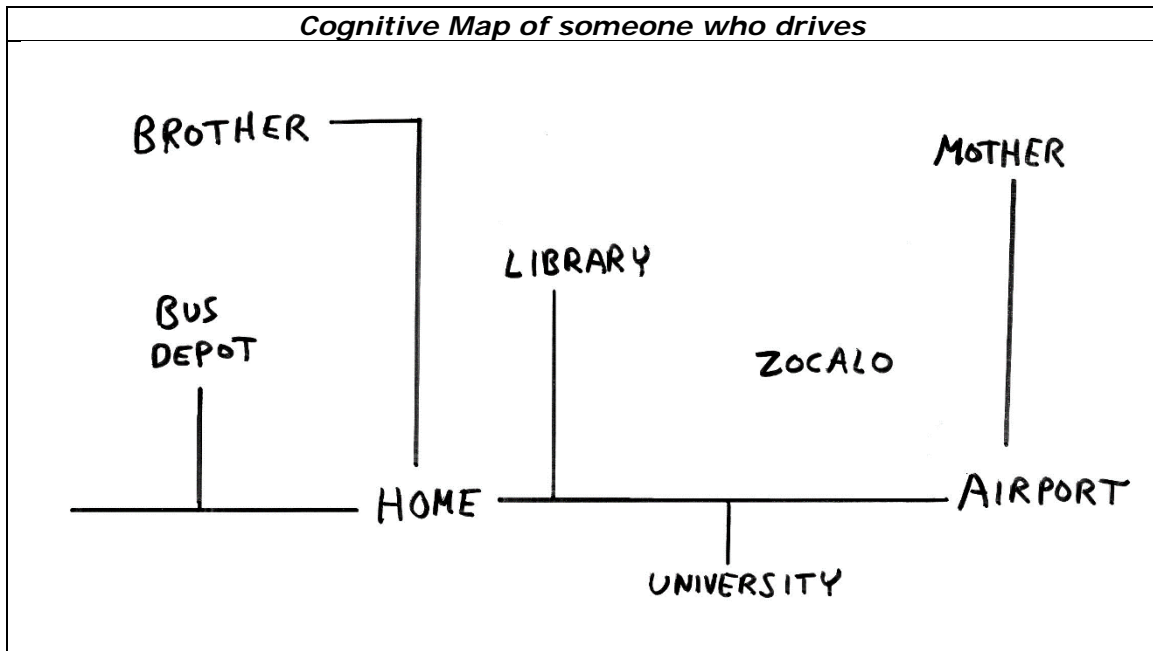 Cognitive Map of someone who drives
BROTHER
MOTHER
LIBRARY
BUS
DEPOT
ZOCALO
HOME
AIRPORT
UNIVERSITY